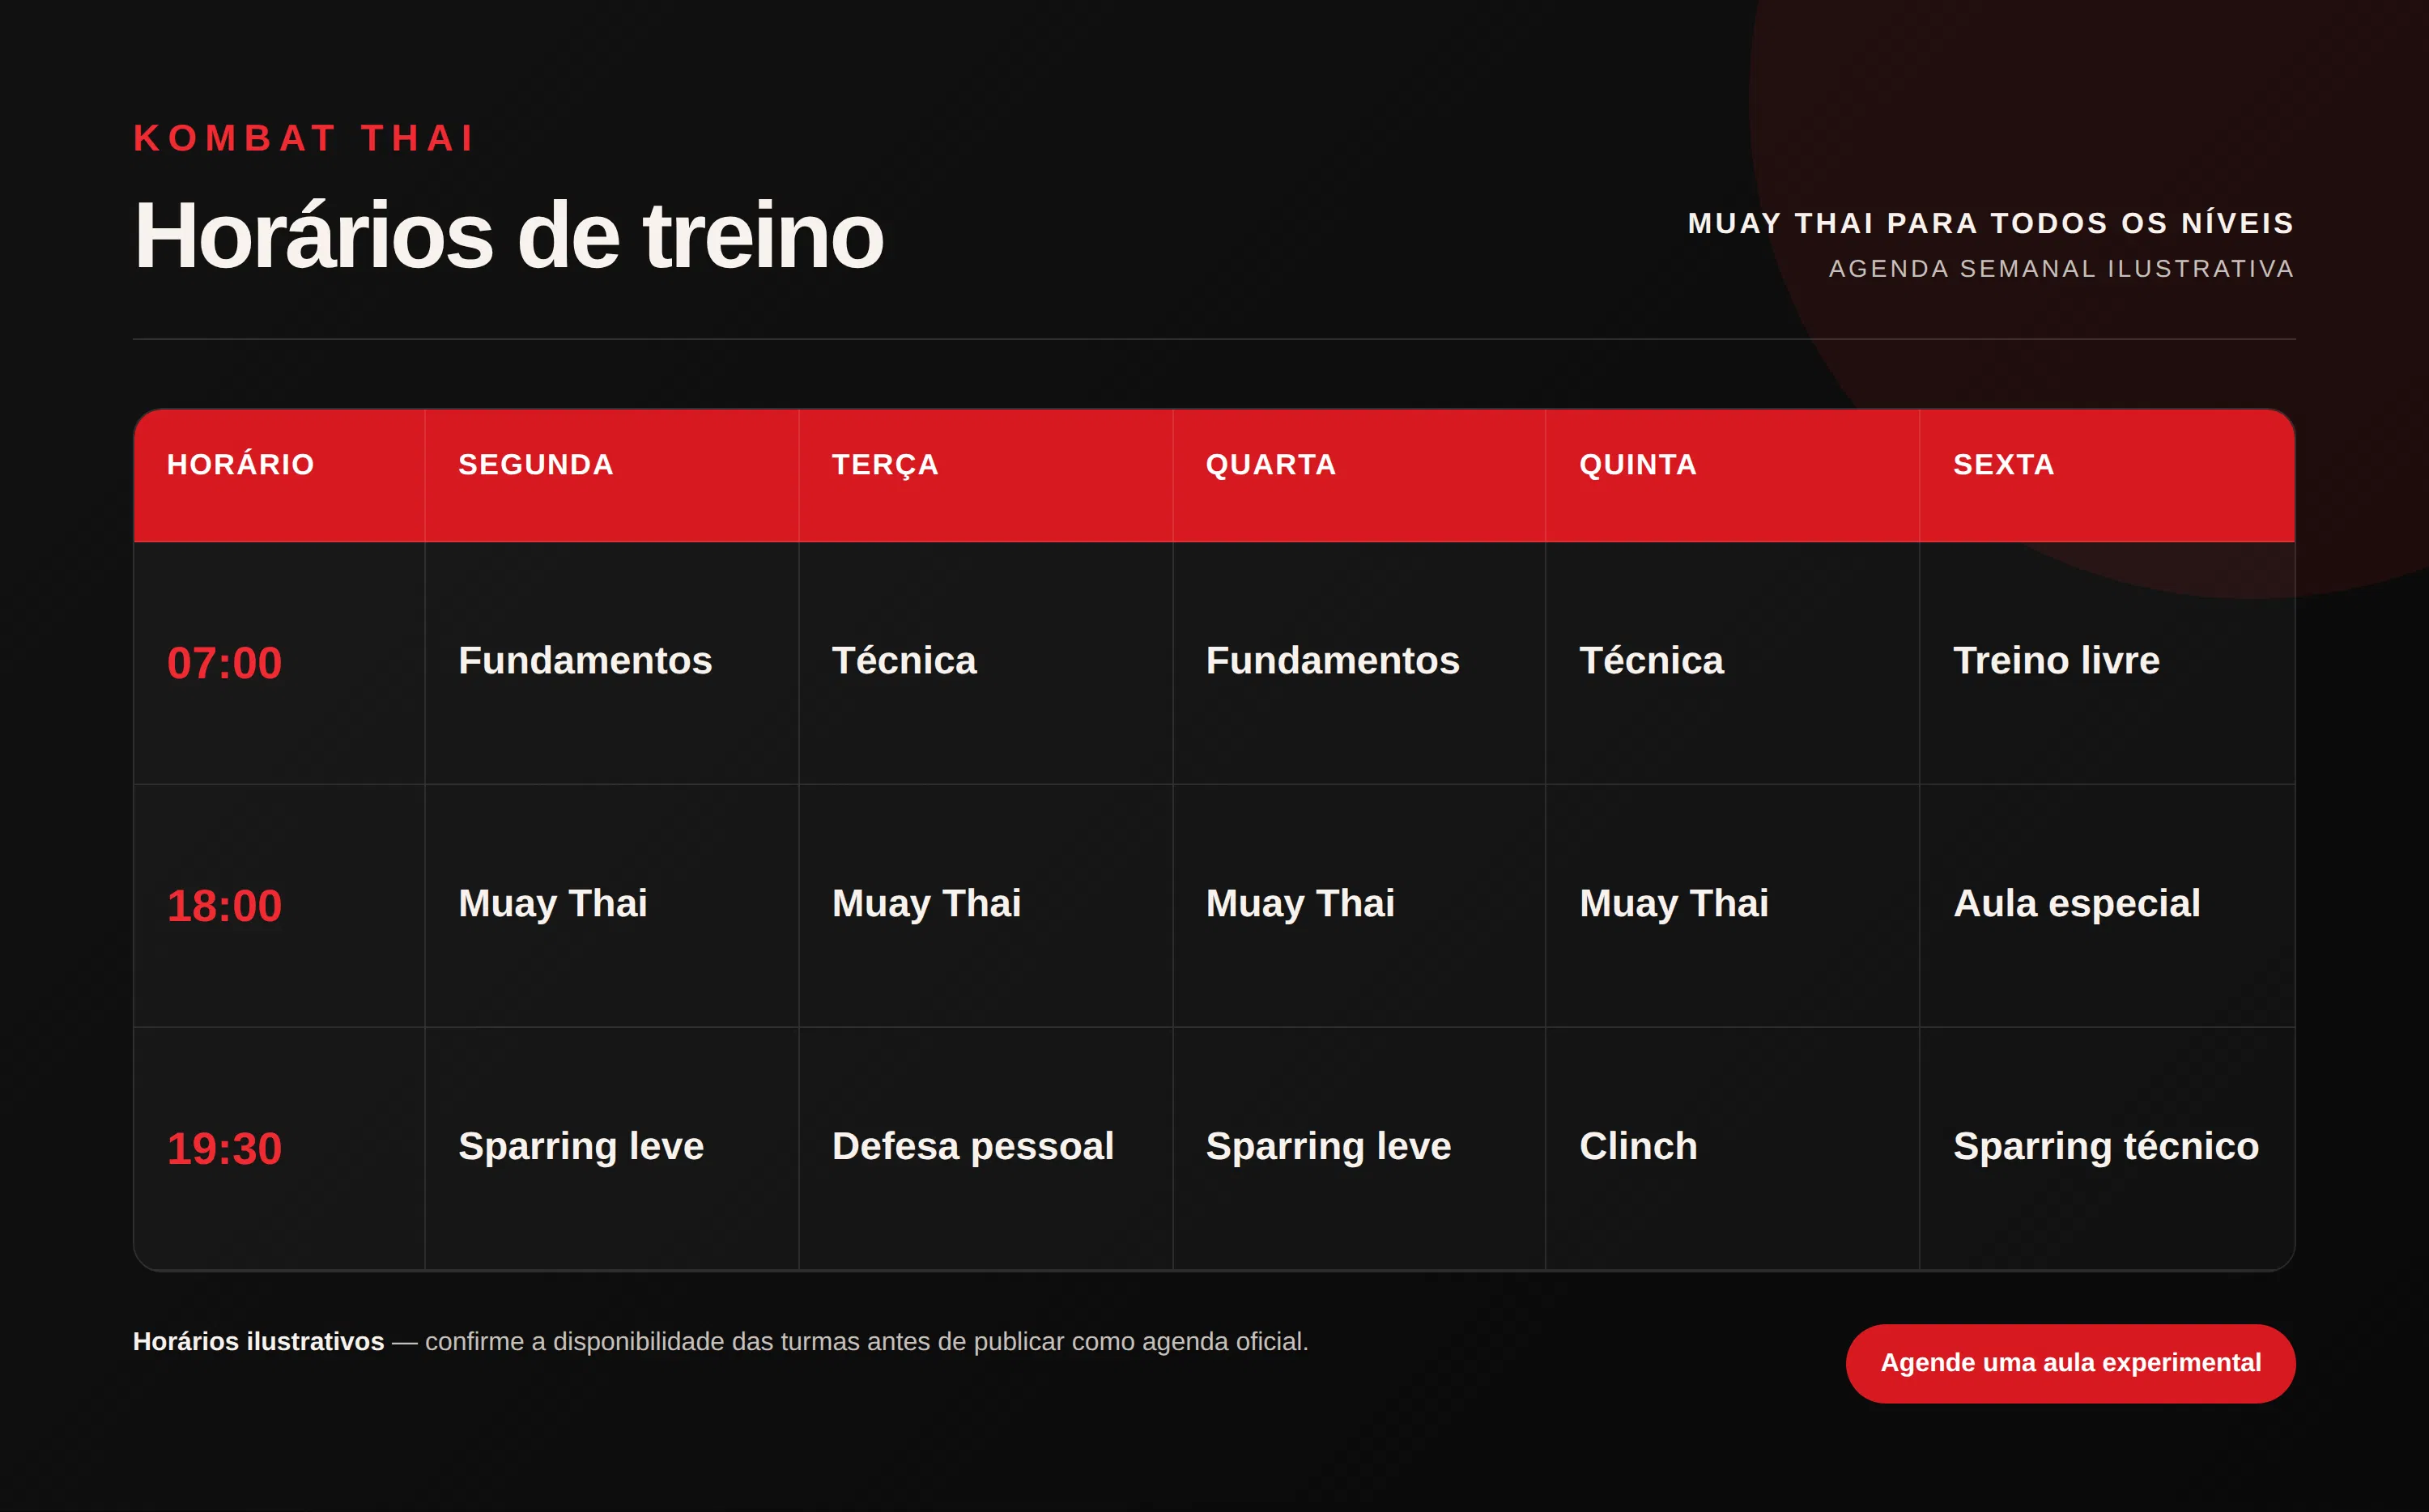 KOMBAT THAI
Horários de treino
MUAY THAI PARA TODOS OS NÍVEIS
AGENDA SEMANAL ILUSTRATIVA
HORÁRIO SEGUNDA TERÇA QUARTA QUINTA SEXTA
07:00 Fundamentos Técnica Fundamentos Técnica Treino livre
18:00 Muay Thai Muay Thai Muay Thai Muay Thai Aula especial
19:30 Sparring leve Defesa pessoal Sparring leve Clinch Sparring técnico
Horários ilustrativos — confirme a disponibilidade das turmas antes de publicar como agenda oficial.
Agende uma aula experimental